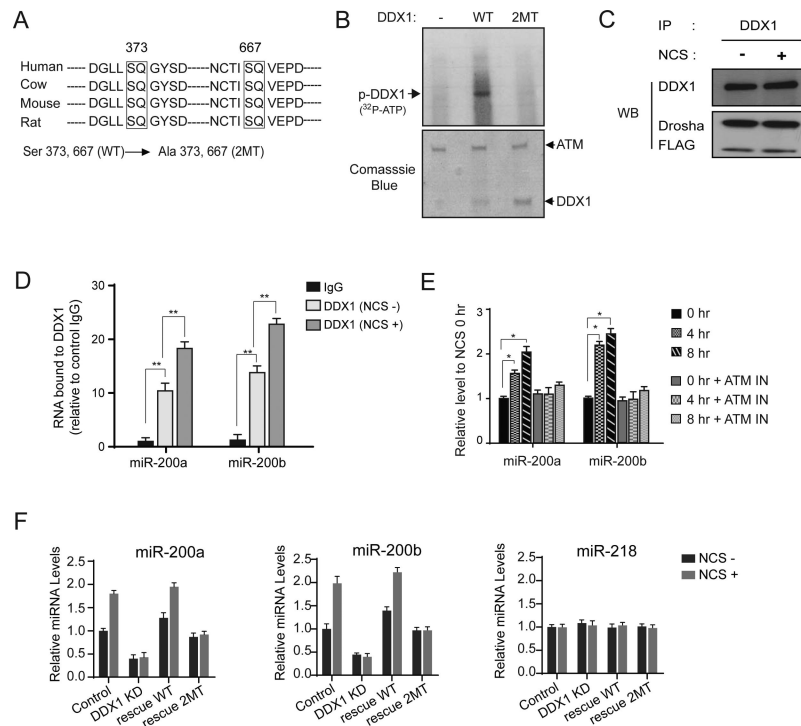 A
373 667
Human ----- DGLL SQ GYSD -----NCTI SQ VEPD-----
Cow ----- DGLL SQ GYSD -----NCTI SQ VEPD-----
Mouse ----- DGLL SQ GYSD -----NCTI SQ VEPD-----
Rat ----- DGLL SQ GYSD -----NCTI SQ VEPD-----
Ser 373, 667 (WT) Ala 373, 667 (2MT)
B
DDX1: - WT 2MT
p-DDX1
(32P-ATP)
ATM
Comasssie
Blue
DDX1
C
IP : DDX1
NCS : - +
WB
DDX1
Drosha
FLAG
D
RNA bound to DDX1
(relative to control IgG)
30
20
10
0
** ** ** **
miR-200a miR-200b
IgG
DDX1 (NCS -)
DDX1 (NCS +)
E
Relative level to NCS 0 hr
3
2
1
0
* * * *
miR-200a miR-200b
0 hr
4 hr
8 hr
0 hr + ATM IN
4 hr + ATM IN
8 hr + ATM IN
F
miR-200a
Relative miRNA Levels
2.5
2.0
1.5
1.0
0.5
0.0
Control
DDX1 KD
rescue WT
rescue 2MT
miR-200b
Relative miRNA Levels
2.5
2.0
1.5
1.0
0.5
0.0
Control
DDX1 KD
rescue WT
rescue 2MT
miR-218
Relative miRNA Levels
2.5
2.0
1.5
1.0
0.5
0.0
Control
DDX1 KD
rescue WT
rescue 2MT
NCS -
NCS +